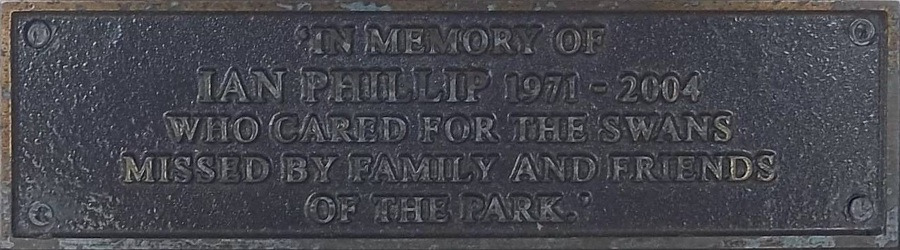 'IN MEMORY OF
IAN PHILLIP 1971 - 2004
WHO CARED FOR THE SWANS
MISSED BY FAMILY AND FRIENDS
OF THE PARK.'